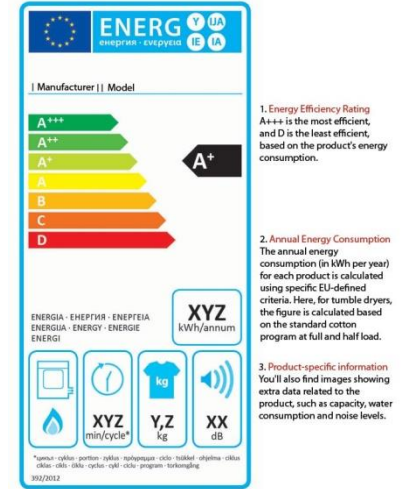 ENERG Y IJA
енергия · ενεργεια IE IA
| Manufacturer || Model
A+++
A++
A+
A
B
C
D
A+
ENERGIA · ЕНЕРГИЯ · ΕΝΕΡΓΕΙΑ
ENERGIJA · ENERGY · ENERGIE
ENERGI
XYZ
kWh/annum
XYZ
min/cycle*
kg
Y,Z
kg
XX
dB
392/2012
1. Energy Efficiency Rating
A+++ is the most efficient,
and D is the least efficient,
based on the product's energy
consumption.
2. Annual Energy Consumption
The annual energy
consumption (in kWh per year)
for each product is calculated
using specific EU-defined
criteria. Here, for tumble dryers,
the figure is calculated based
on the standard cotton
program at full and half load.
3. Product-specific information
You'll also find images showing
extra data related to the
product, such as capacity, water
consumption and noise levels.